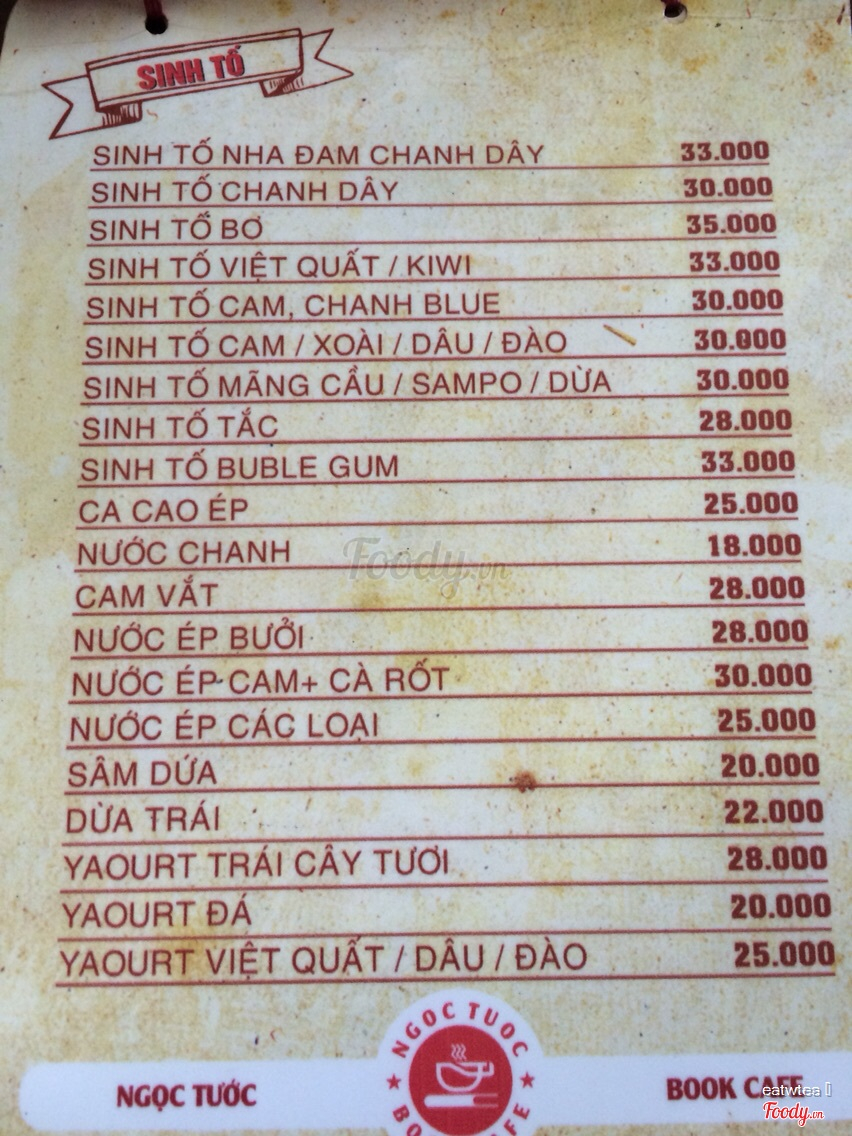 SINH TỐ
SINH TỐ NHA ĐAM CHANH DÂY 33.000
SINH TỐ CHANH DÂY 30.000
SINH TỐ BƠ 35.000
SINH TỐ VIỆT QUẤT / KIWI 33.000
SINH TỐ CAM, CHANH BLUE 30.000
SINH TỐ CAM / XOÀI / DÂU / ĐÀO 30.000
SINH TỐ MÃNG CẦU / SAMPO / DỪA 30.000
SINH TỐ TẮC 28.000
SINH TỐ BUBLE GUM 33.000
CA CAO ÉP 25.000
NƯỚC CHANH 18.000
Foody.vn
CAM VẮT 28.000
NƯỚC ÉP BƯỞI 28.000
NƯỚC ÉP CAM+ CÀ RỐT 30.000
NƯỚC ÉP CÁC LOẠI 25.000
SÂM DỨA 20.000
DỪA TRÁI 22.000
YAOURT TRÁI CÂY TƯƠI 28.000
YAOURT ĐÁ 20.000
YAOURT VIỆT QUẤT / DÂU / ĐÀO 25.000
NGOC TUOC
NGỌC TƯỚC
BOOK CAFE
eatwtea
Foody.vn